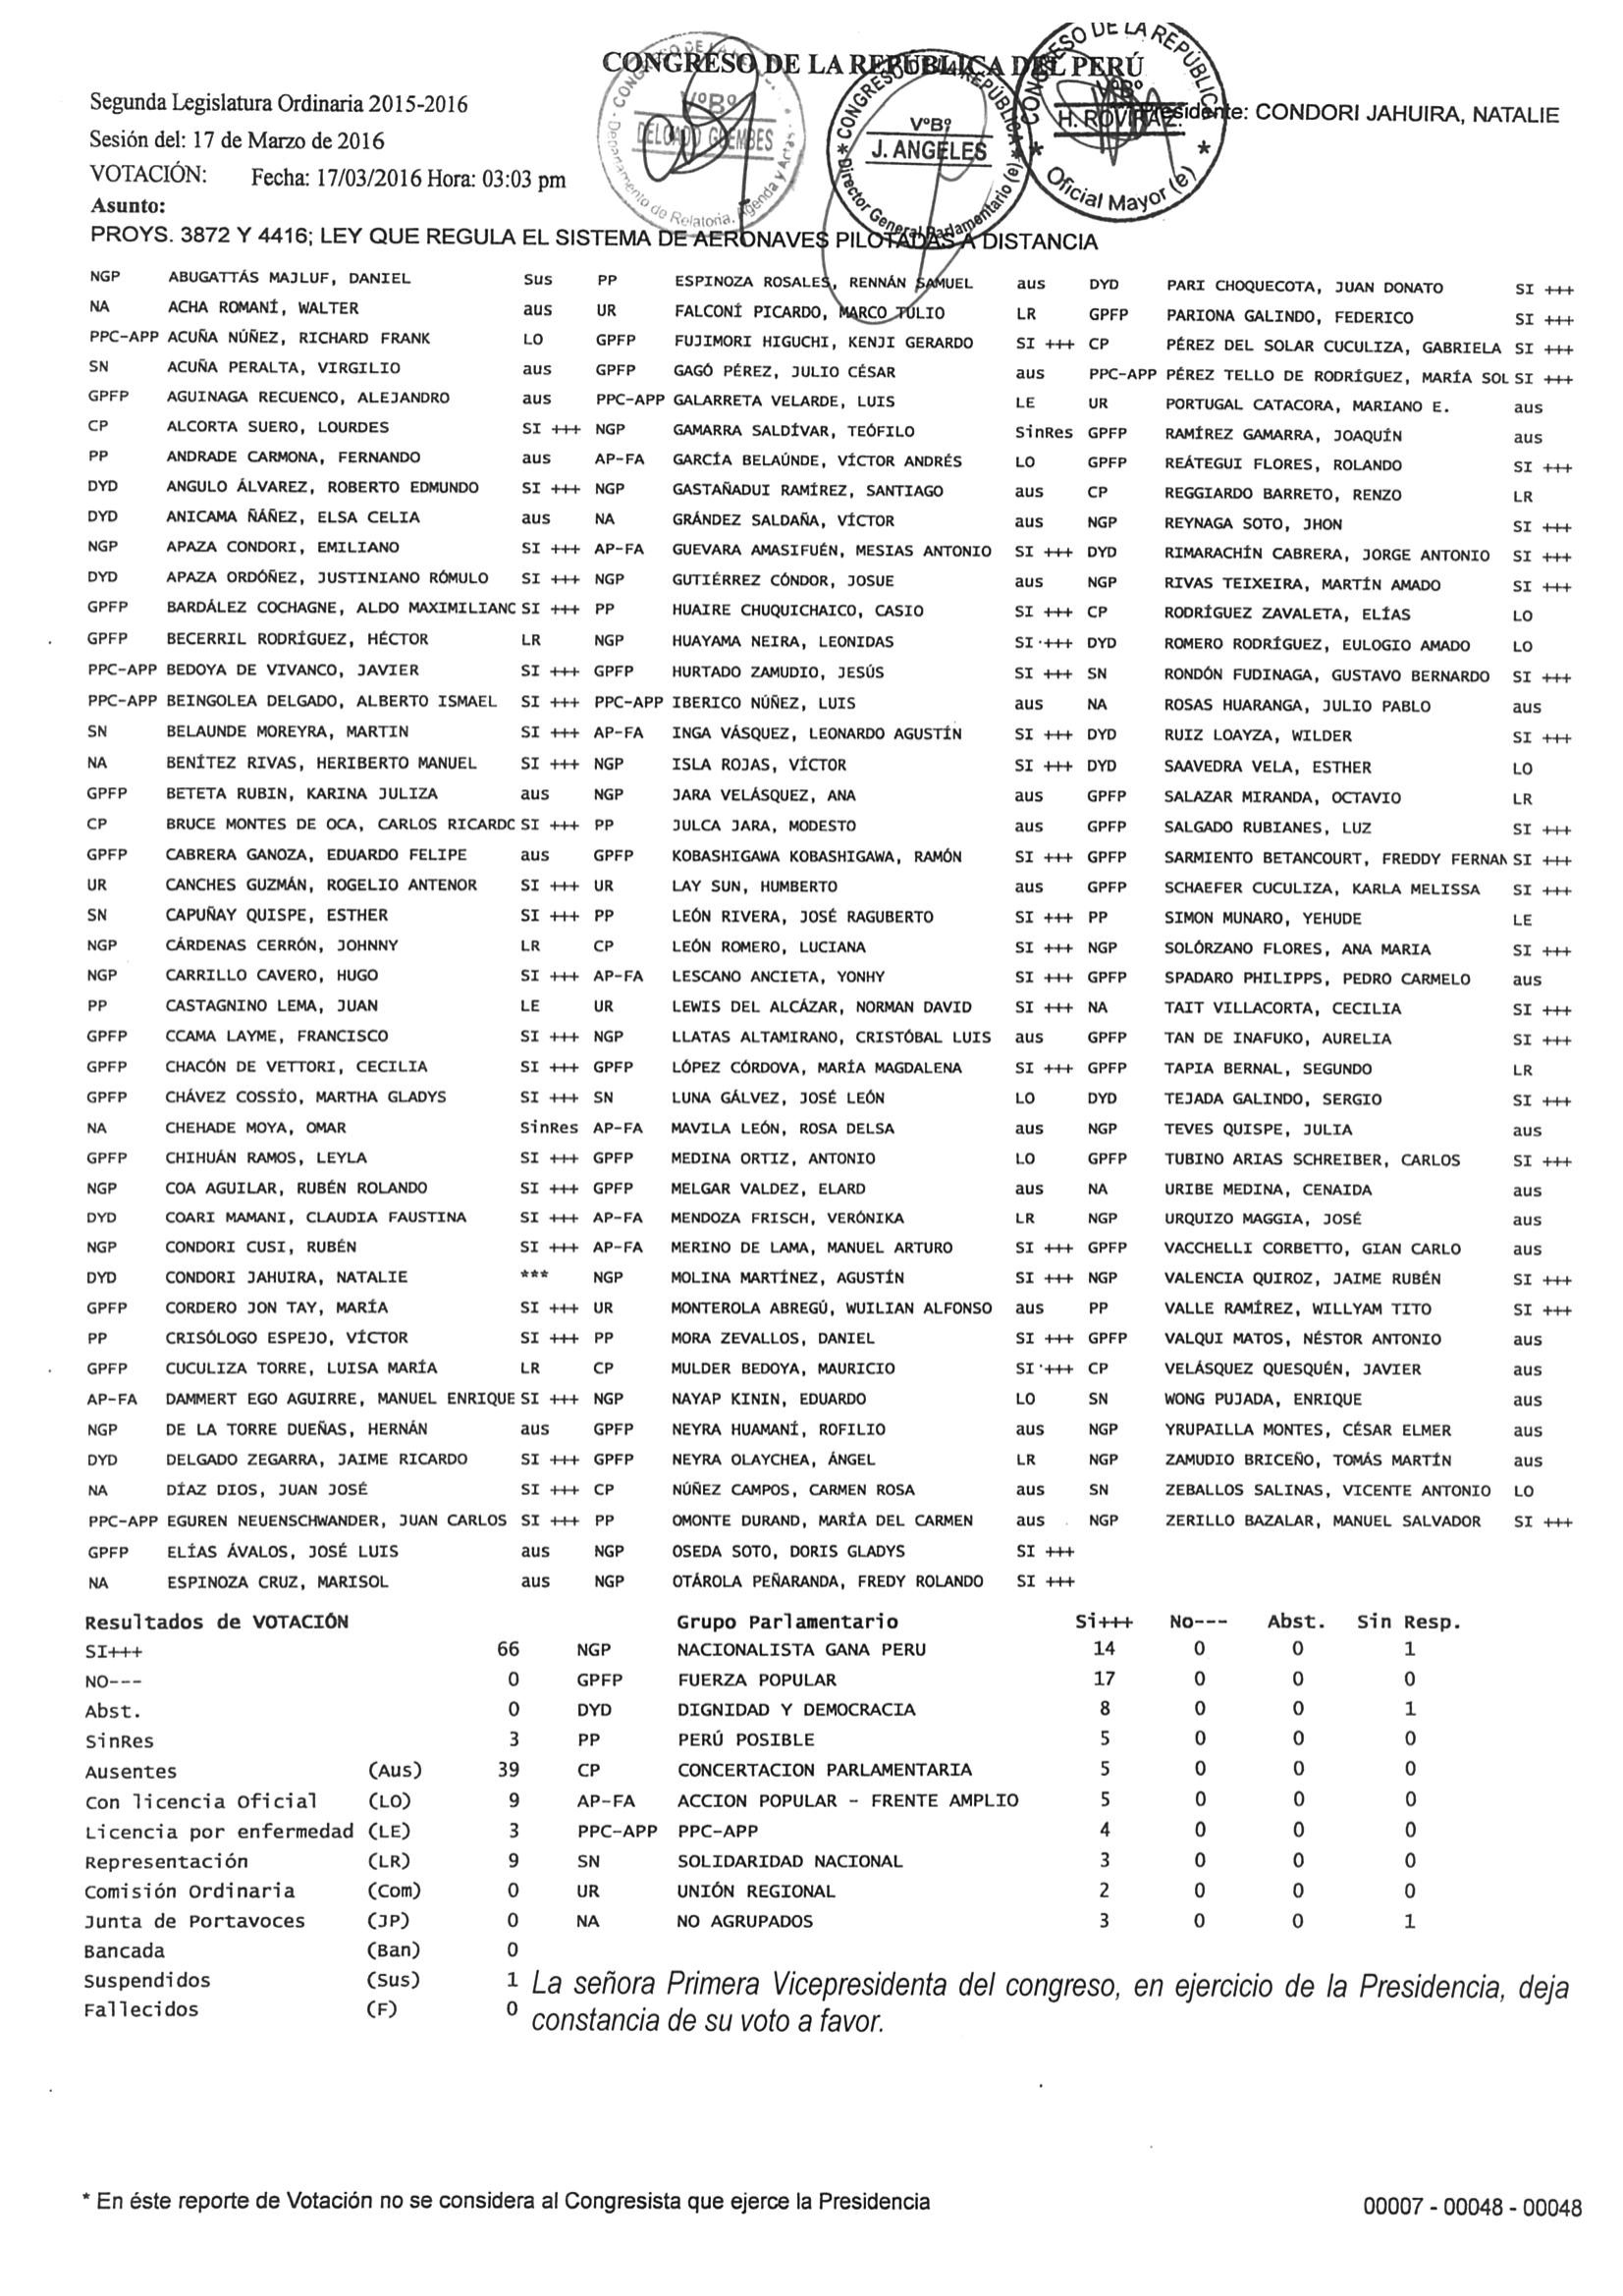 CONGRESO DE LA REPÚBLICA DEL PERÚ
Segunda Legislatura Ordinaria 2015-2016
Presidente: CONDORI JAHUIRA, NATALIE
Sesión del: 17 de Marzo de 2016
VOTACIÓN: Fecha: 17/03/2016 Hora: 03:03 pm
Asunto:
PROYS. 3872 Y 4416; LEY QUE REGULA EL SISTEMA DE AERONAVES PILOTADAS A DISTANCIA
VºBº
DELGADO GUEMBES
Departamento de Relatoría, Agenda y Actas
CONGRESO DE LA REPÚBLICA
VºBº
J. ANGELES
Director General Parlamentario (e)
CONGRESO DE LA REPÚBLICA
VºBº
Oficial Mayor (e)
NGP ABUGATTÁS MAJLUF, DANIEL Sus PP ESPINOZA ROSALES, RENNÁN SAMUEL aus DYD PARI CHOQUECOTA, JUAN DONATO SI +++
NA ACHA ROMANÍ, WALTER aus UR FALCONÍ PICARDO, MARCO TULIO LR GPFP PARIONA GALINDO, FEDERICO SI +++
PPC-APP ACUÑA NÚÑEZ, RICHARD FRANK LO GPFP FUJIMORI HIGUCHI, KENJI GERARDO SI +++ CP PÉREZ DEL SOLAR CUCULIZA, GABRIELA SI +++
SN ACUÑA PERALTA, VIRGILIO aus GPFP GAGÓ PÉREZ, JULIO CÉSAR aus PPC-APP PÉREZ TELLO DE RODRÍGUEZ, MARÍA SOL SI +++
GPFP AGUINAGA RECUENCO, ALEJANDRO aus PPC-APP GALARRETA VELARDE, LUIS LE UR PORTUGAL CATACORA, MARIANO E. aus
CP ALCORTA SUERO, LOURDES SI +++ NGP GAMARRA SALDÍVAR, TEÓFILO SinRes GPFP RAMÍREZ GAMARRA, JOAQUÍN aus
PP ANDRADE CARMONA, FERNANDO aus AP-FA GARCÍA BELAÚNDE, VÍCTOR ANDRÉS LO GPFP REÁTEGUI FLORES, ROLANDO SI +++
DYD ANGULO ÁLVAREZ, ROBERTO EDMUNDO SI +++ NGP GASTAÑADUI RAMÍREZ, SANTIAGO aus CP REGGIARDO BARRETO, RENZO LR
DYD ANICAMA ÑÁÑEZ, ELSA CELIA aus NA GRÁNDEZ SALDAÑA, VÍCTOR aus NGP REYNAGA SOTO, JHON SI +++
NGP APAZA CONDORI, EMILIANO SI +++ AP-FA GUEVARA AMASIFUÉN, MESIAS ANTONIO SI +++ DYD RIMARACHÍN CABRERA, JORGE ANTONIO SI +++
DYD APAZA ORDÓÑEZ, JUSTINIANO RÓMULO SI +++ NGP GUTIÉRREZ CÓNDOR, JOSUE aus NGP RIVAS TEIXEIRA, MARTÍN AMADO SI +++
GPFP BARDÁLEZ COCHAGNE, ALDO MAXIMILIANO SI +++ PP HUAIRE CHUQUICHAICO, CASIO SI +++ CP RODRÍGUEZ ZAVALETA, ELÍAS LO
GPFP BECERRIL RODRÍGUEZ, HÉCTOR LR NGP HUAYAMA NEIRA, LEONIDAS SI +++ DYD ROMERO RODRÍGUEZ, EULOGIO AMADO LO
PPC-APP BEDOYA DE VIVANCO, JAVIER SI +++ GPFP HURTADO ZAMUDIO, JESÚS SI +++ SN RONDÓN FUDINAGA, GUSTAVO BERNARDO SI +++
PPC-APP BEINGOLEA DELGADO, ALBERTO ISMAEL SI +++ PPC-APP IBERICO NÚÑEZ, LUIS aus NA ROSAS HUARANGA, JULIO PABLO aus
SN BELAUNDE MOREYRA, MARTIN SI +++ AP-FA INGA VÁSQUEZ, LEONARDO AGUSTÍN SI +++ DYD RUIZ LOAYZA, WILDER SI +++
NA BENÍTEZ RIVAS, HERIBERTO MANUEL SI +++ NGP ISLA ROJAS, VÍCTOR SI +++ DYD SAAVEDRA VELA, ESTHER LO
GPFP BETETA RUBIN, KARINA JULIZA aus NGP JARA VELÁSQUEZ, ANA aus GPFP SALAZAR MIRANDA, OCTAVIO LR
CP BRUCE MONTES DE OCA, CARLOS RICARDO SI +++ PP JULCA JARA, MODESTO aus GPFP SALGADO RUBIANES, LUZ SI +++
GPFP CABRERA GANOZA, EDUARDO FELIPE aus GPFP KOBASHIGAWA KOBASHIGAWA, RAMÓN SI +++ GPFP SARMIENTO BETANCOURT, FREDDY FERNAN SI +++
UR CANCHES GUZMÁN, ROGELIO ANTENOR SI +++ UR LAY SUN, HUMBERTO aus GPFP SCHAEFER CUCULIZA, KARLA MELISSA SI +++
SN CAPUÑAY QUISPE, ESTHER SI +++ PP LEÓN RIVERA, JOSÉ RAGUBERTO SI +++ PP SIMON MUNARO, YEHUDE LE
NGP CÁRDENAS CERRÓN, JOHNNY LR CP LEÓN ROMERO, LUCIANA SI +++ NGP SOLÓRZANO FLORES, ANA MARIA SI +++
NGP CARRILLO CAVERO, HUGO SI +++ AP-FA LESCANO ANCIETA, YONHY SI +++ GPFP SPADARO PHILIPPS, PEDRO CARMELO aus
PP CASTAGNINO LEMA, JUAN LE UR LEWIS DEL ALCÁZAR, NORMAN DAVID SI +++ NA TAIT VILLACORTA, CECILIA SI +++
GPFP CCAMA LAYME, FRANCISCO SI +++ NGP LLATAS ALTAMIRANO, CRISTÓBAL LUIS aus GPFP TAN DE INAFUKO, AURELIA SI +++
GPFP CHACÓN DE VETTORI, CECILIA SI +++ GPFP LÓPEZ CÓRDOVA, MARÍA MAGDALENA SI +++ GPFP TAPIA BERNAL, SEGUNDO LR
GPFP CHÁVEZ COSSÍO, MARTHA GLADYS SI +++ SN LUNA GÁLVEZ, JOSÉ LEÓN LO DYD TEJADA GALINDO, SERGIO SI +++
NA CHEHADE MOYA, OMAR SinRes AP-FA MAVILA LEÓN, ROSA DELSA aus NGP TEVES QUISPE, JULIA aus
GPFP CHIHUÁN RAMOS, LEYLA SI +++ GPFP MEDINA ORTIZ, ANTONIO LO GPFP TUBINO ARIAS SCHREIBER, CARLOS SI +++
NGP COA AGUILAR, RUBÉN ROLANDO SI +++ GPFP MELGAR VALDEZ, ELARD aus NA URIBE MEDINA, CENAIDA aus
DYD COARI MAMANI, CLAUDIA FAUSTINA SI +++ AP-FA MENDOZA FRISCH, VERÓNIKA LR NGP URQUIZO MAGGIA, JOSÉ aus
NGP CONDORI CUSI, RUBÉN SI +++ AP-FA MERINO DE LAMA, MANUEL ARTURO SI +++ GPFP VACCHELLI CORBETTO, GIAN CARLO aus
DYD CONDORI JAHUIRA, NATALIE *** NGP MOLINA MARTÍNEZ, AGUSTÍN SI +++ NGP VALENCIA QUIROZ, JAIME RUBÉN SI +++
GPFP CORDERO JON TAY, MARÍA SI +++ UR MONTEROLA ABREGÚ, WUILIAN ALFONSO aus PP VALLE RAMÍREZ, WILLYAM TITO SI +++
PP CRISÓLOGO ESPEJO, VÍCTOR SI +++ PP MORA ZEVALLOS, DANIEL SI +++ GPFP VALQUI MATOS, NÉSTOR ANTONIO aus
GPFP CUCULIZA TORRE, LUISA MARÍA LR CP MULDER BEDOYA, MAURICIO SI +++ CP VELÁSQUEZ QUESQUÉN, JAVIER aus
AP-FA DAMMERT EGO AGUIRRE, MANUEL ENRIQUE SI +++ NGP NAYAP KININ, EDUARDO LO SN WONG PUJADA, ENRIQUE aus
NGP DE LA TORRE DUEÑAS, HERNÁN aus GPFP NEYRA HUAMANÍ, ROFILIO aus NGP YRUPAILLA MONTES, CÉSAR ELMER aus
DYD DELGADO ZEGARRA, JAIME RICARDO SI +++ GPFP NEYRA OLAYCHEA, ÁNGEL LR NGP ZAMUDIO BRICEÑO, TOMÁS MARTÍN aus
NA DÍAZ DIOS, JUAN JOSÉ SI +++ CP NÚÑEZ CAMPOS, CARMEN ROSA aus SN ZEBALLOS SALINAS, VICENTE ANTONIO LO
PPC-APP EGUREN NEUENSCHWANDER, JUAN CARLOS SI +++ PP OMONTE DURAND, MARÍA DEL CARMEN aus NGP ZERILLO BAZALAR, MANUEL SALVADOR SI +++
GPFP ELÍAS ÁVALOS, JOSÉ LUIS aus NGP OSEDA SOTO, DORIS GLADYS SI +++
NA ESPINOZA CRUZ, MARISOL aus NGP OTÁROLA PEÑARANDA, FREDY ROLANDO SI +++
Resultados de VOTACIÓN Grupo Parlamentario Si+++ No--- Abst. Sin Resp.
SI+++ 66 NGP NACIONALISTA GANA PERU 14 0 0 1
NO--- 0 GPFP FUERZA POPULAR 17 0 0 0
Abst. 0 DYD DIGNIDAD Y DEMOCRACIA 8 0 0 1
SinRes 3 PP PERÚ POSIBLE 5 0 0 0
Ausentes (Aus) 39 CP CONCERTACION PARLAMENTARIA 5 0 0 0
Con licencia Oficial (LO) 9 AP-FA ACCION POPULAR - FRENTE AMPLIO 5 0 0 0
Licencia por enfermedad (LE) 3 PPC-APP PPC-APP 4 0 0 0
Representación (LR) 9 SN SOLIDARIDAD NACIONAL 3 0 0 0
Comisión Ordinaria (Com) 0 UR UNIÓN REGIONAL 2 0 0 0
Junta de Portavoces (JP) 0 NA NO AGRUPADOS 3 0 0 1
Bancada (Ban) 0
Suspendidos (Sus) 1 La señora Primera Vicepresidenta del congreso, en ejercicio de la Presidencia, deja
Fallecidos (F) 0 constancia de su voto a favor.
* En éste reporte de Votación no se considera al Congresista que ejerce la Presidencia
00007 - 00048 - 00048